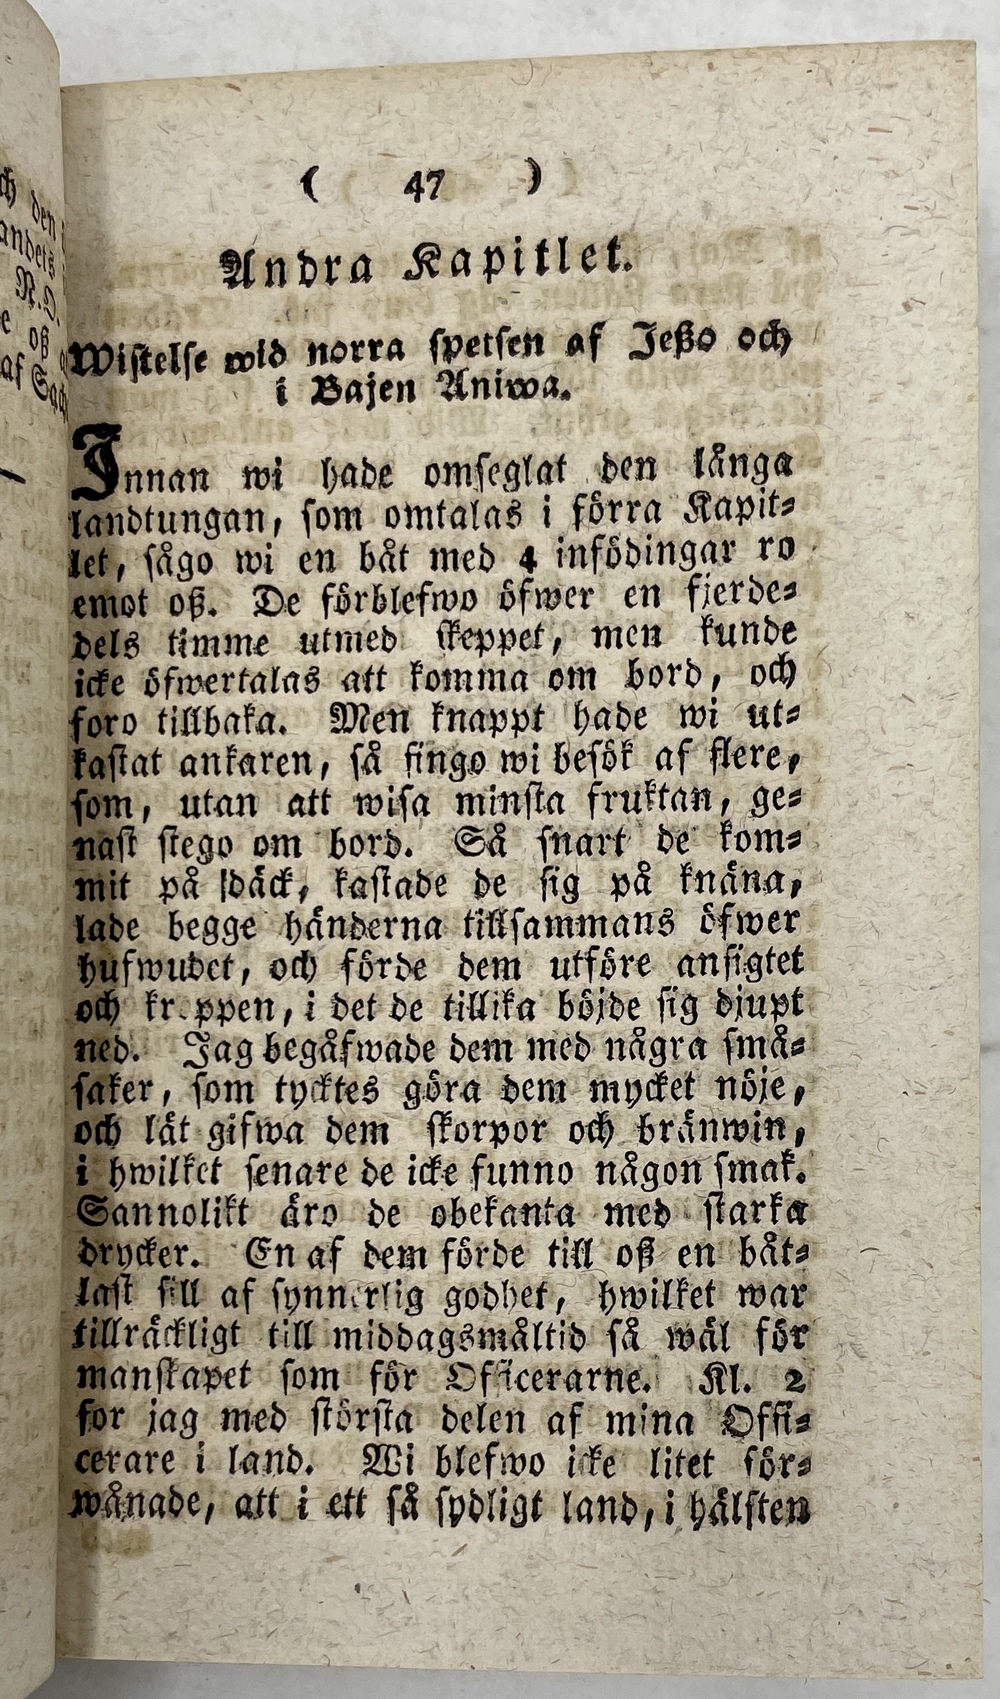 ( 47 )
Andra Kapitlet.
Wistelse wid norra spetsen af Jeßo och
i Bajen Aniwa.
Innan wi hade omseglat den långa
landtungan, som omtalas i förra Kapit-
let, sågo wi en båt med 4 infödingar ro
emot oß. De förblefwo öfwer en fjerde-
dels timme utmed skeppet, men kunde
icke öfwertalas att komma om bord, och
foro tillbaka. Men knappt hade wi ut-
kastat ankaren, så fingo wi besök af flere,
som, utan att wisa minsta fruktan, ge-
nast stego om bord. Så snart de kom-
mit på däck, kastade de sig på knäna,
lade begge händerna tillsammans öfwer
hufwudet, och förde dem utföre ansigtet
och kr.ppen, i det de tillika böjde sig djupt
ned. Jag begåfwade dem med några små-
saker, som tycktes göra dem mycket nöje,
och lät gifwa dem skorpor och bränwin,
i hwilket senare de icke funno någon smak.
Sannolikt äro de obekanta med starka
drycker. En af dem förde till oß en båt-
last sill af synnerlig godhet, hwilket war
tillräckligt till middagsmåltid så wäl för
manskapet som för Officerarne. Kl. 2
for jag med största delen af mina Offi-
cerare i land. Wi blefwo icke litet för-
wånade, att i ett så sydligt land, i hälften
ch den
andets
N.O.
e oß
af Sach